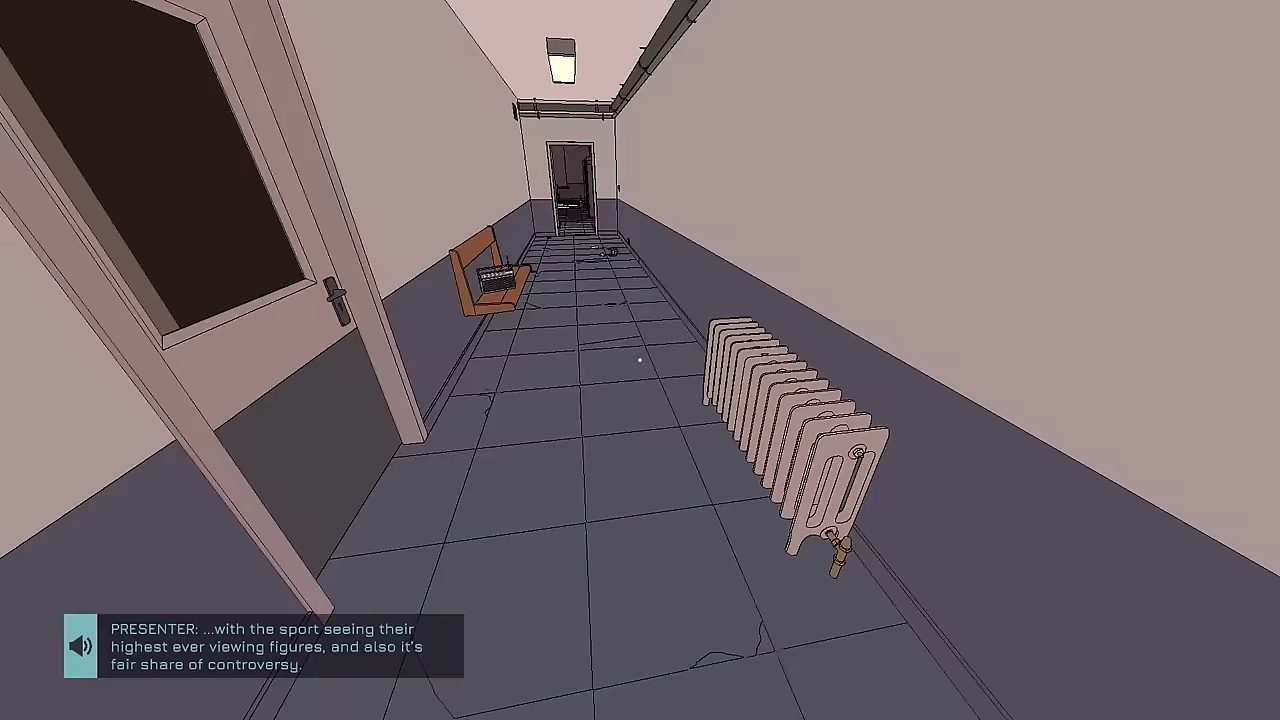 PRESENTER: ...with the sport seeing their
highest ever viewing figures, and also it's
fair share of controversy.